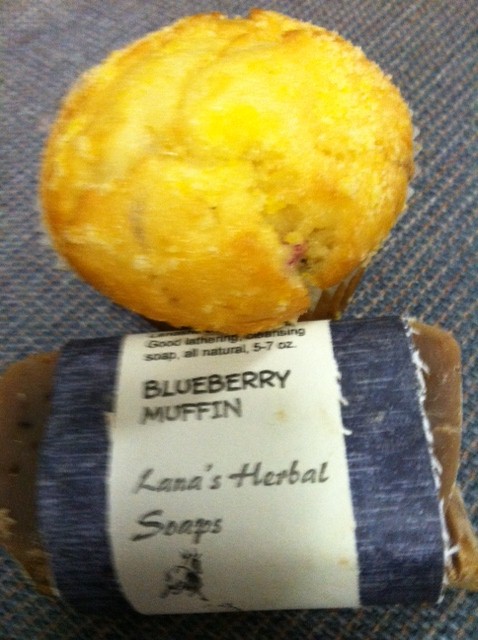 Good lathering, cleansing
soap, all natural, 5-7 oz.
BLUEBERRY
MUFFIN
Lana's Herbal
Soaps